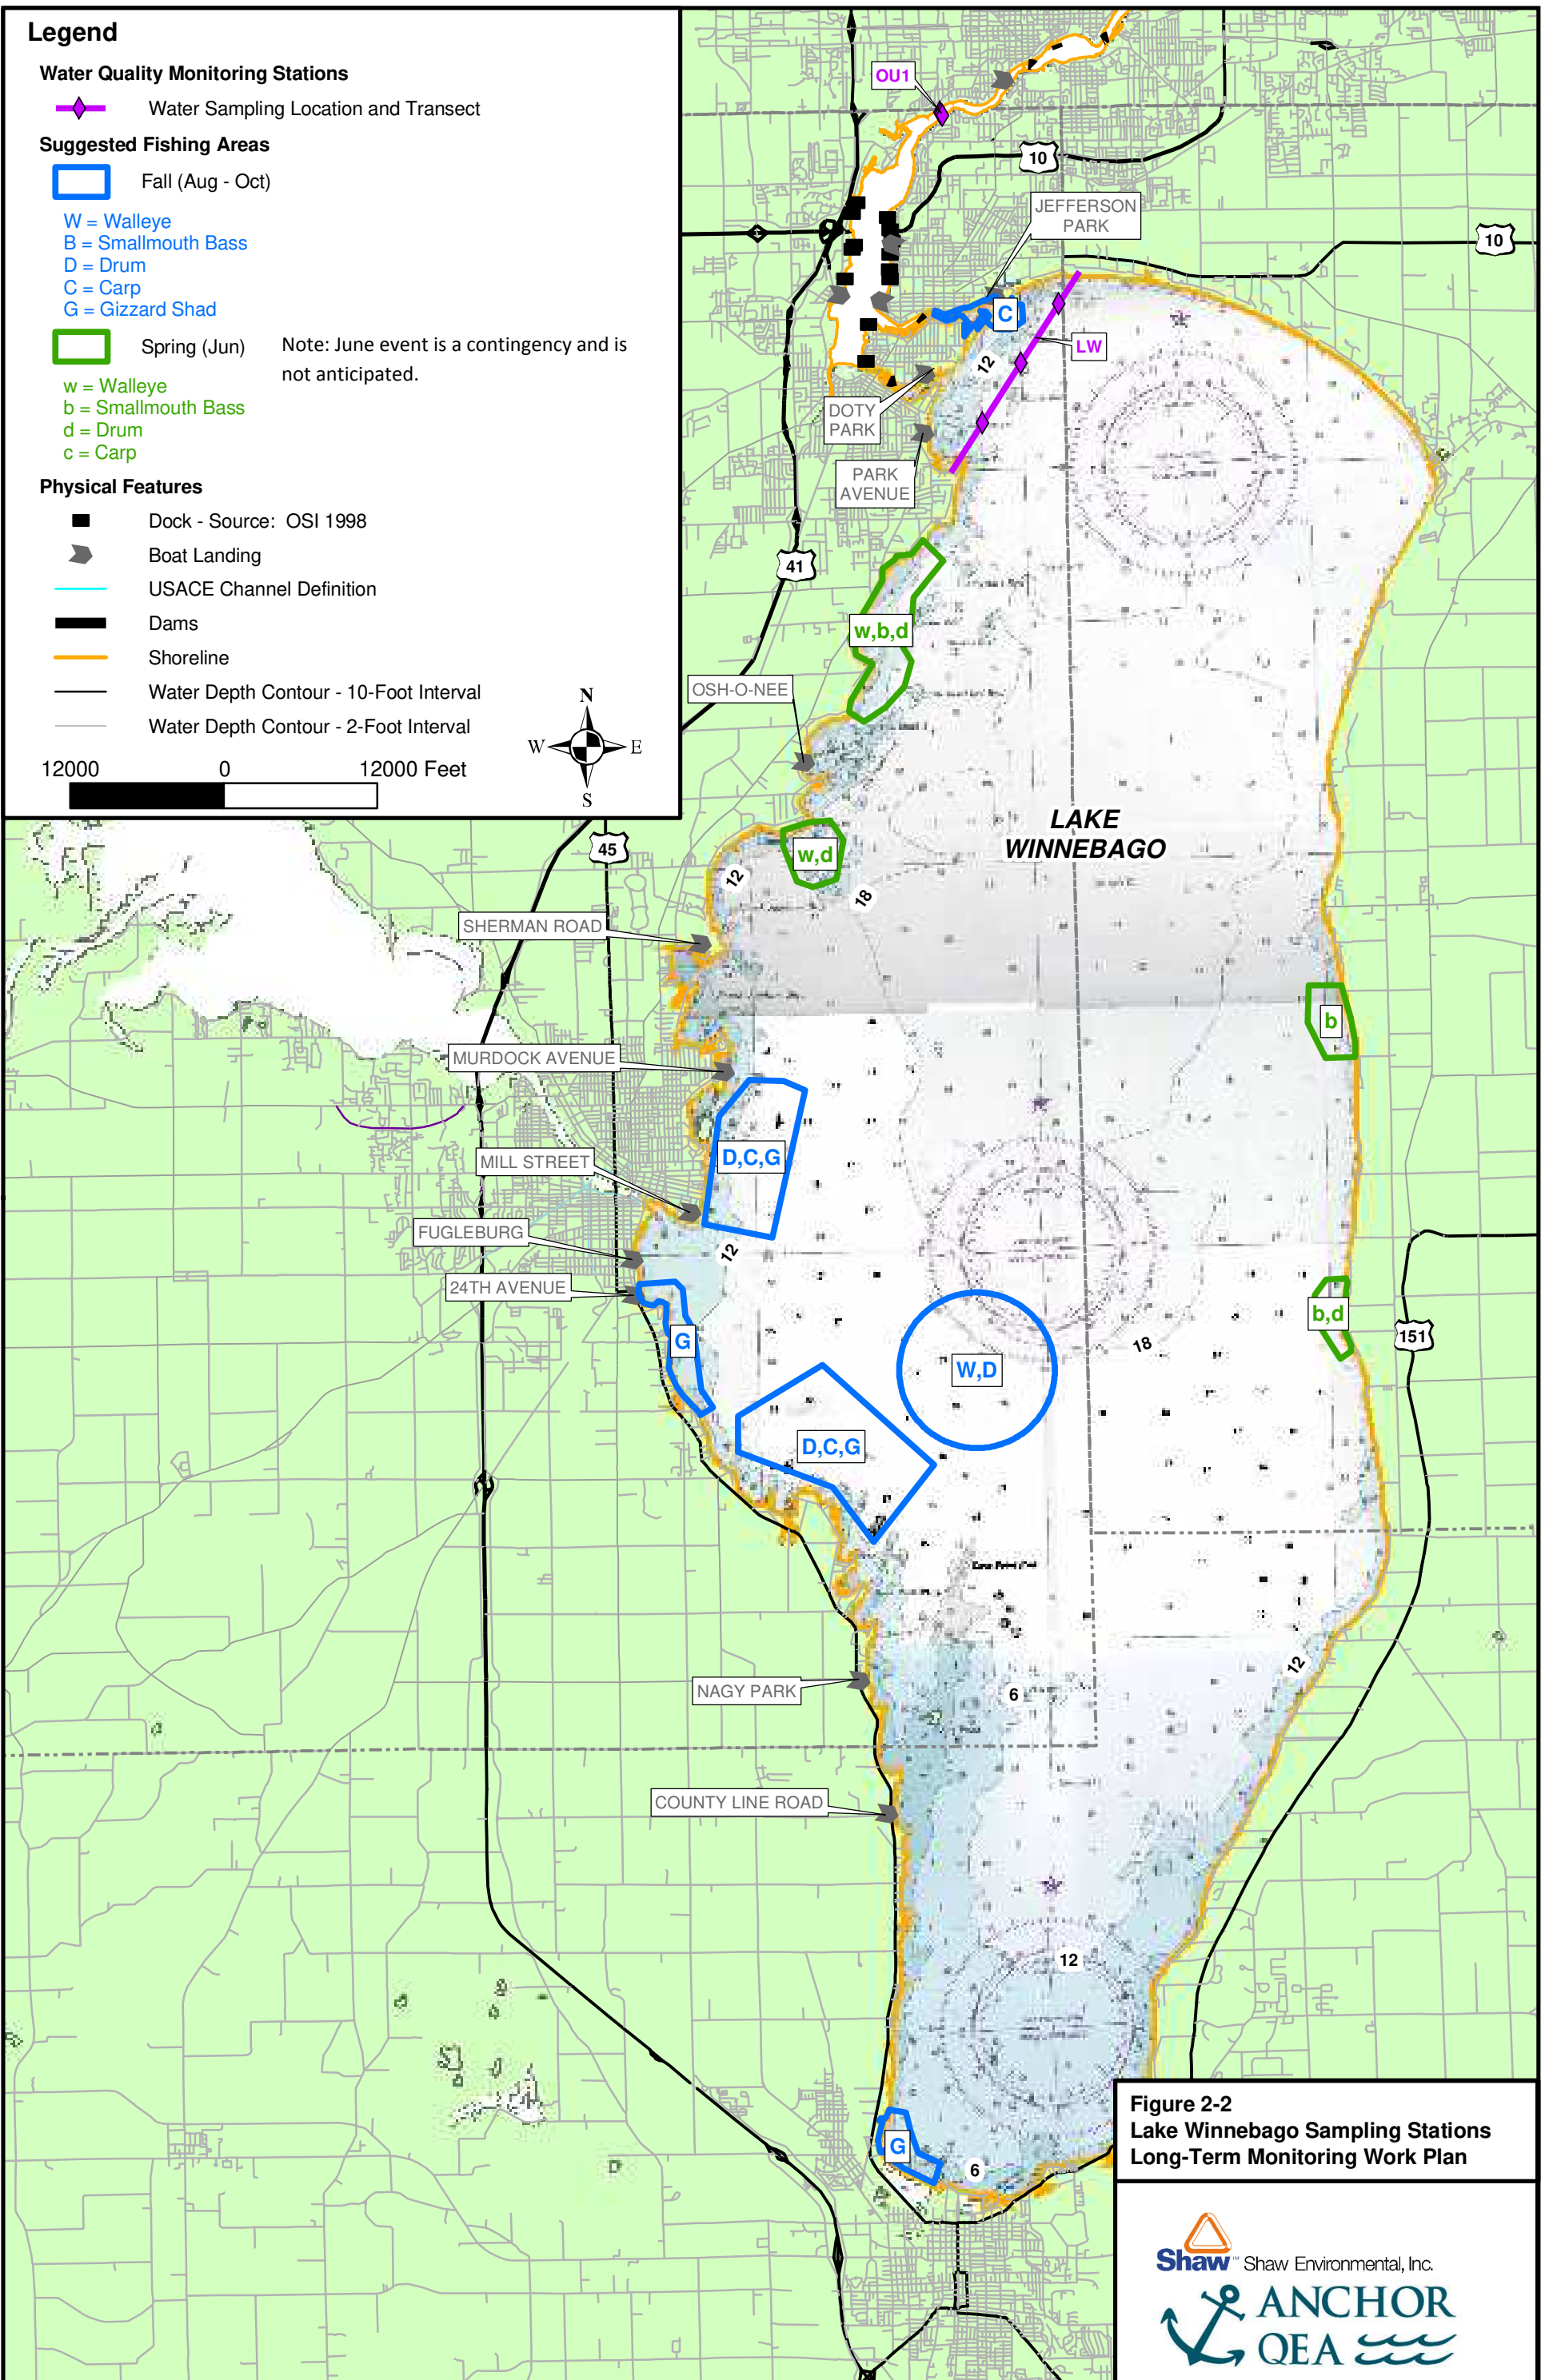 Legend
Water Quality Monitoring Stations
Water Sampling Location and Transect
Suggested Fishing Areas
Fall (Aug - Oct)
W = Walleye
B = Smallmouth Bass
D = Drum
C = Carp
G = Gizzard Shad
Spring (Jun)
Note: June event is a contingency and is
not anticipated.
w = Walleye
b = Smallmouth Bass
d = Drum
c = Carp
Physical Features
Dock - Source: OSI 1998
Boat Landing
USACE Channel Definition
Dams
Shoreline
Water Depth Contour - 10-Foot Interval
Water Depth Contour - 2-Foot Interval
N
W
E
S
12000
0
12000 Feet
OU1
10
JEFFERSON
PARK
10
C
LW
12
DOTY
PARK
PARK
AVENUE
41
w,b,d
OSH-O-NEE
LAKE
WINNEBAGO
45
w,d
12
18
SHERMAN ROAD
b
MURDOCK AVENUE
D,C,G
MILL STREET
FUGLEBURG
12
24TH AVENUE
b,d
151
G
18
W,D
D,C,G
12
NAGY PARK
6
COUNTY LINE ROAD
12
G
6
Figure 2-2
Lake Winnebago Sampling Stations
Long-Term Monitoring Work Plan
Shaw™ Shaw Environmental, Inc.
ANCHOR
QEA